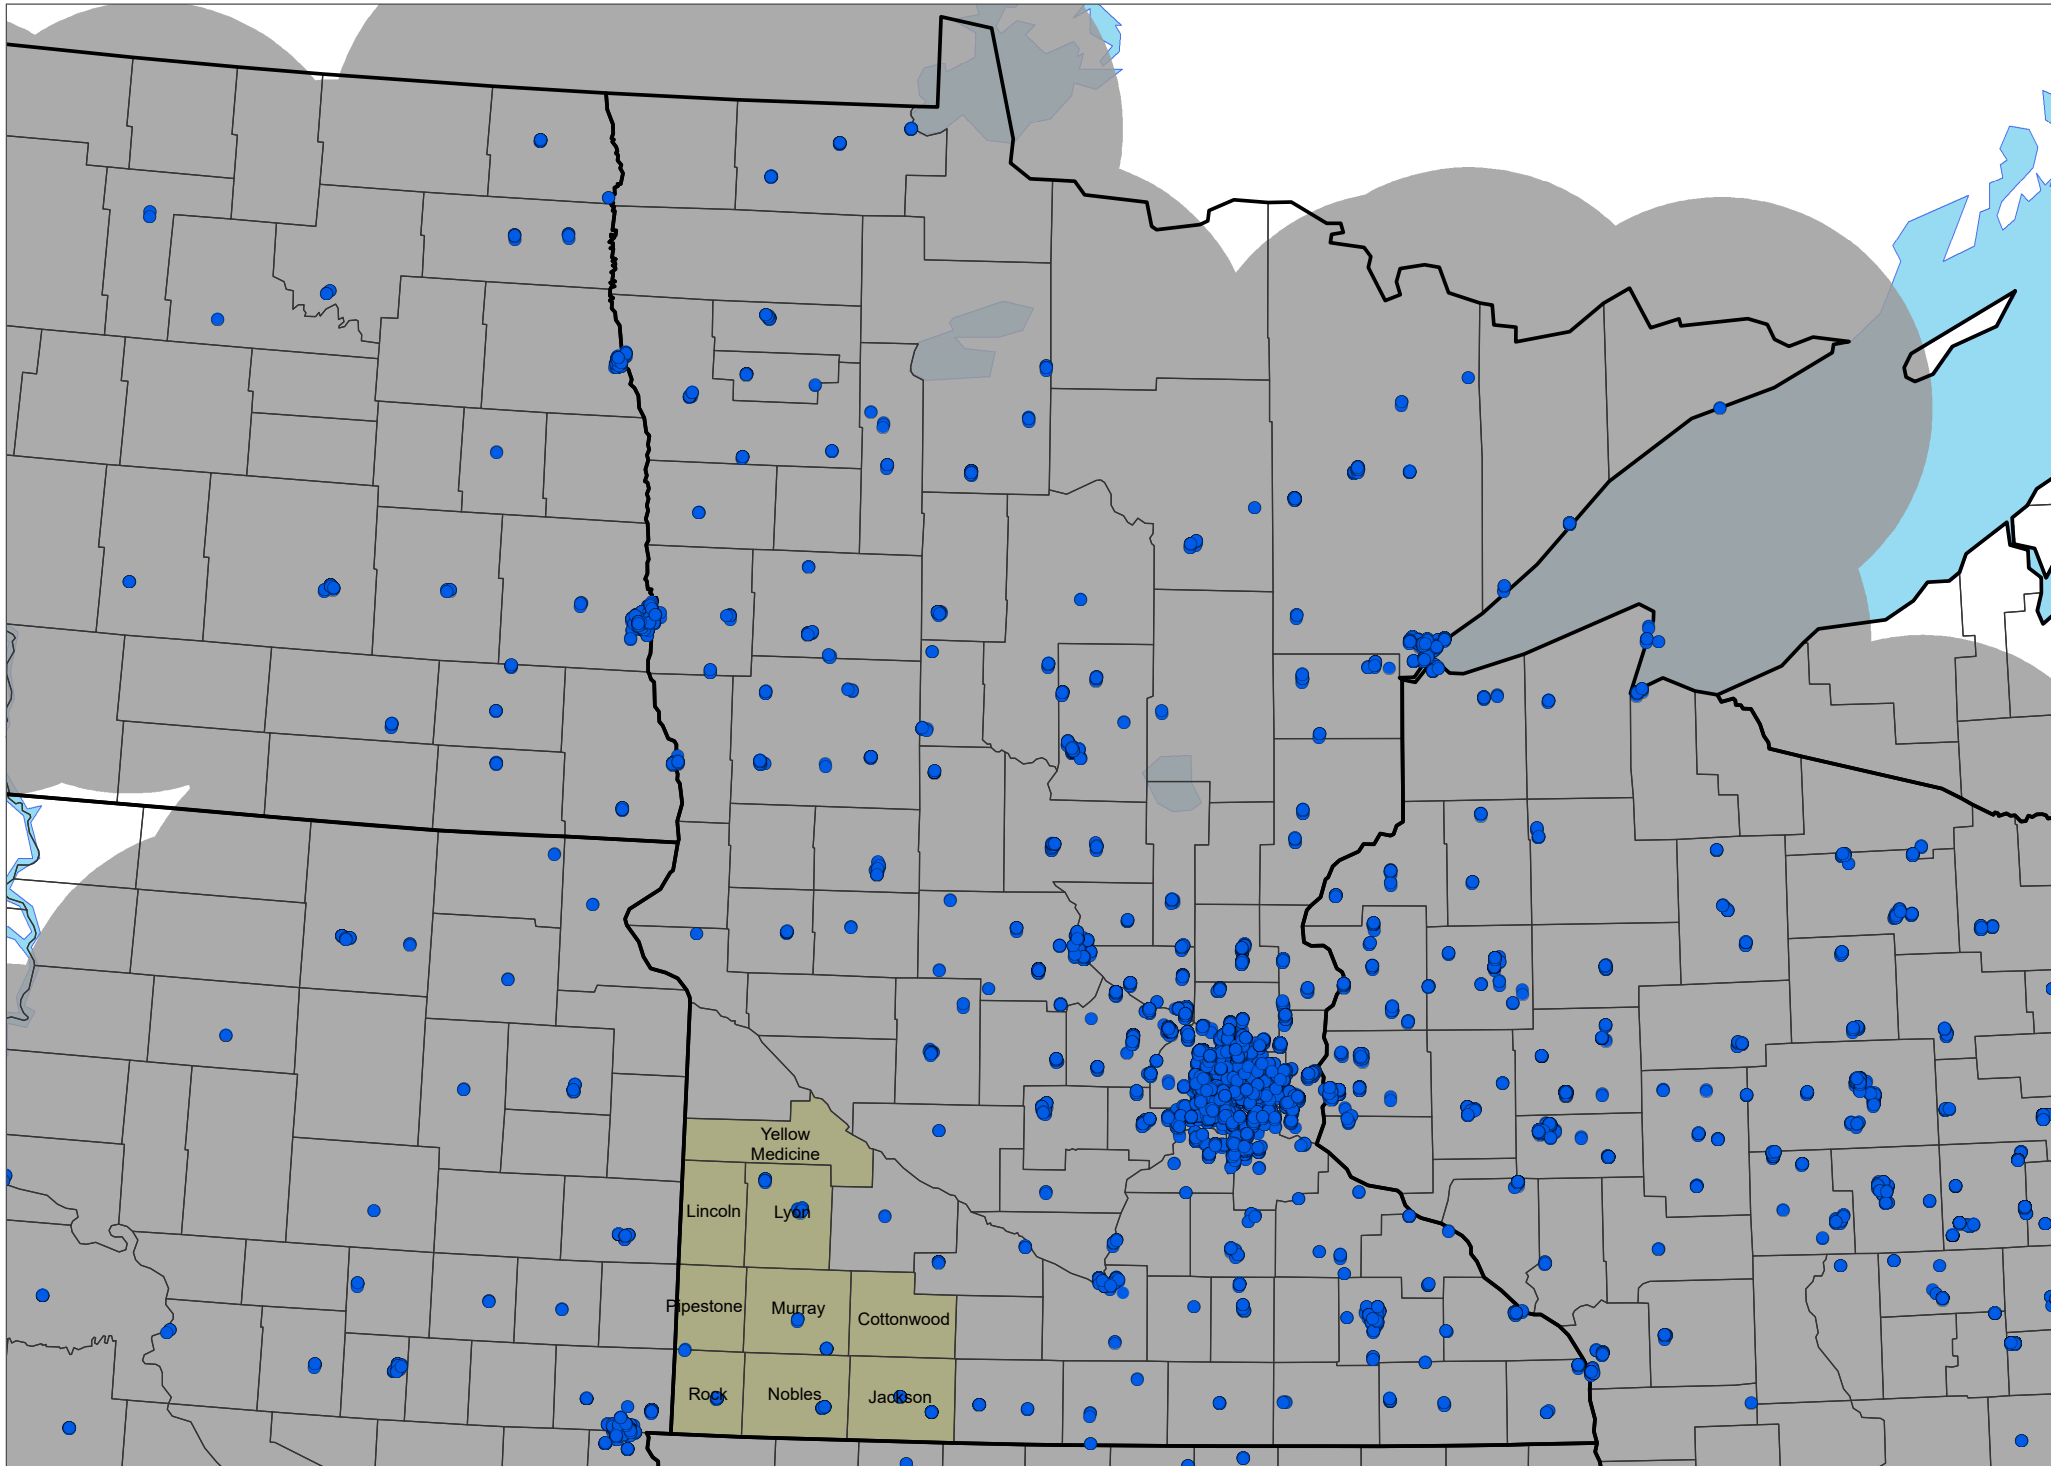 Yellow
Medicine
Lincoln
Lyon
Pipestone
Murray
Cottonwood
Rock
Nobles
Jackson